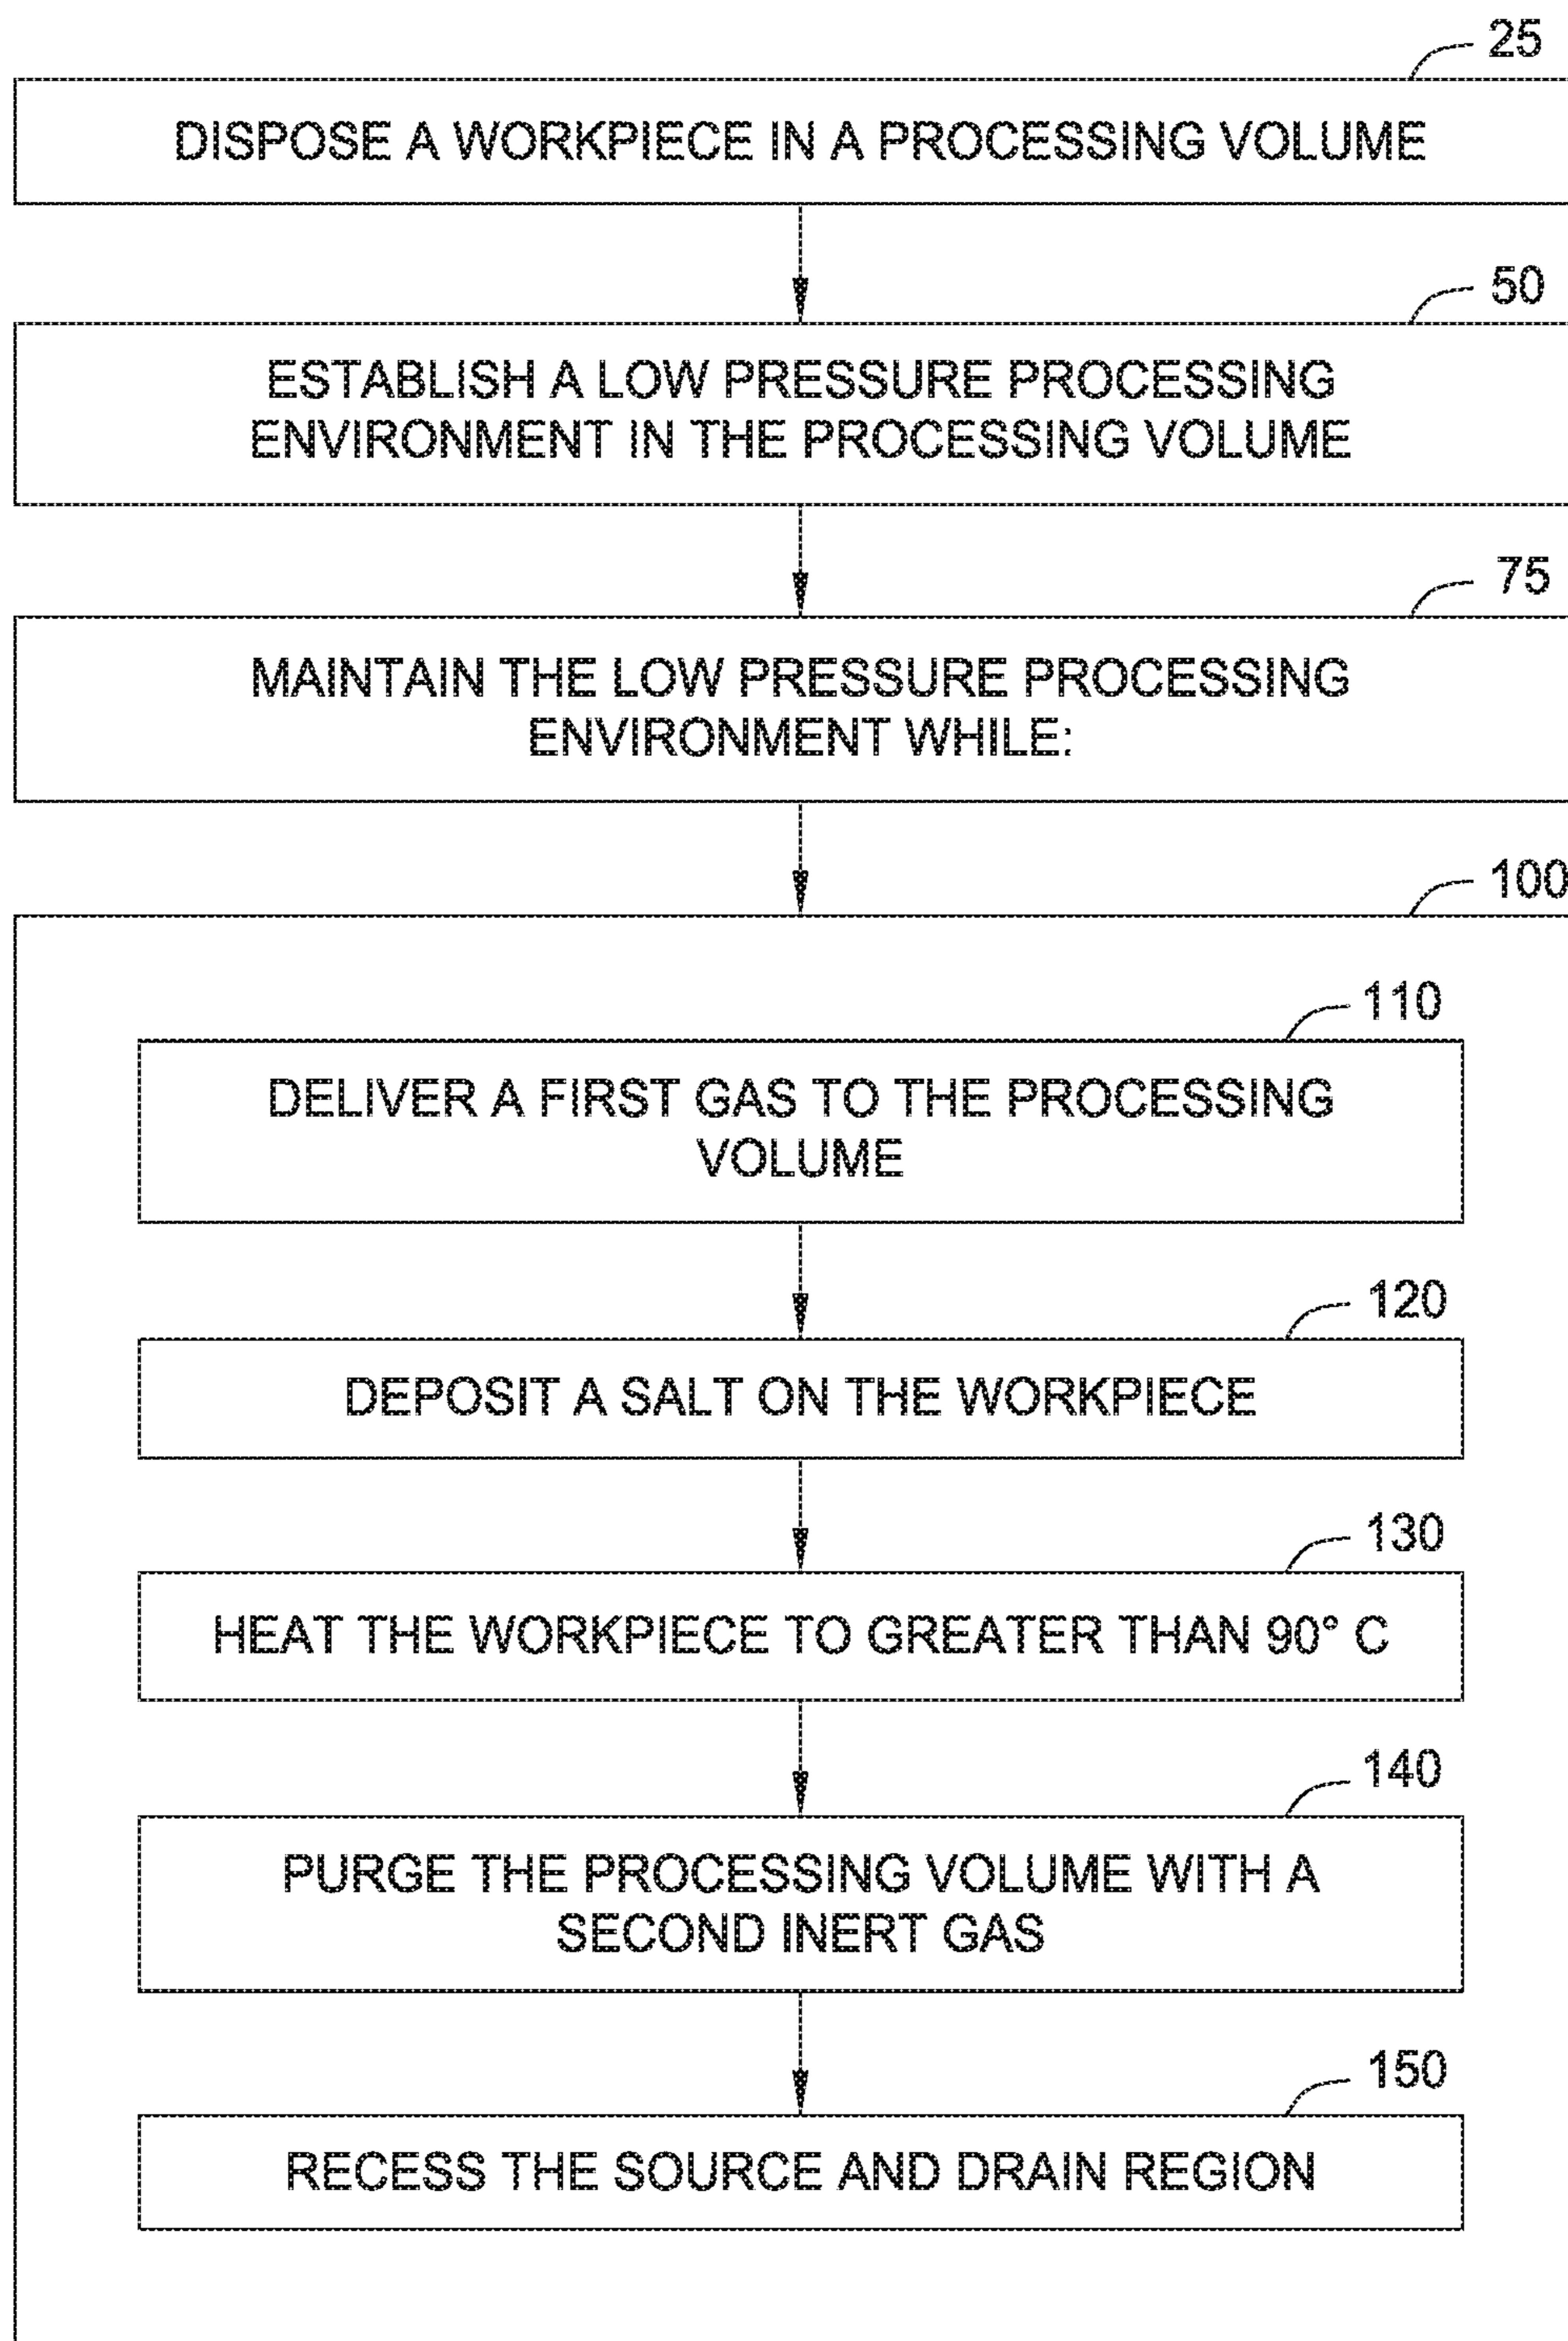 25
DISPOSE A WORKPIECE IN A PROCESSING VOLUME
50
ESTABLISH A LOW PRESSURE PROCESSING
ENVIRONMENT IN THE PROCESSING VOLUME
75
MAINTAIN THE LOW PRESSURE PROCESSING
ENVIRONMENT WHILE:
100
110
DELIVER A FIRST GAS TO THE PROCESSING
VOLUME
120
DEPOSIT A SALT ON THE WORKPIECE
130
HEAT THE WORKPIECE TO GREATER THAN 90° C
140
PURGE THE PROCESSING VOLUME WITH A
SECOND INERT GAS
150
RECESS THE SOURCE AND DRAIN REGION